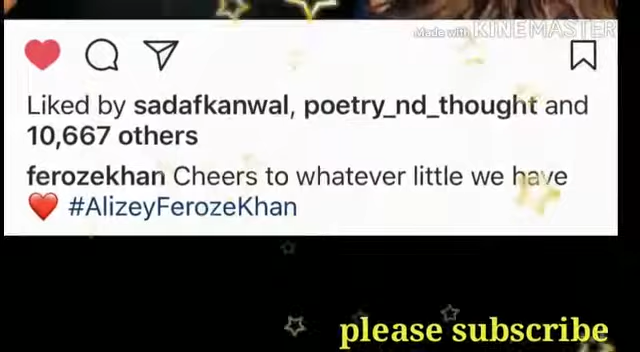 Made with KINEMASTER
Liked by sadafkanwal, poetry_nd_thought and
10,667 others
ferozekhan Cheers to whatever little we have
❤️ #AlizeyFerozeKhan
please subscribe